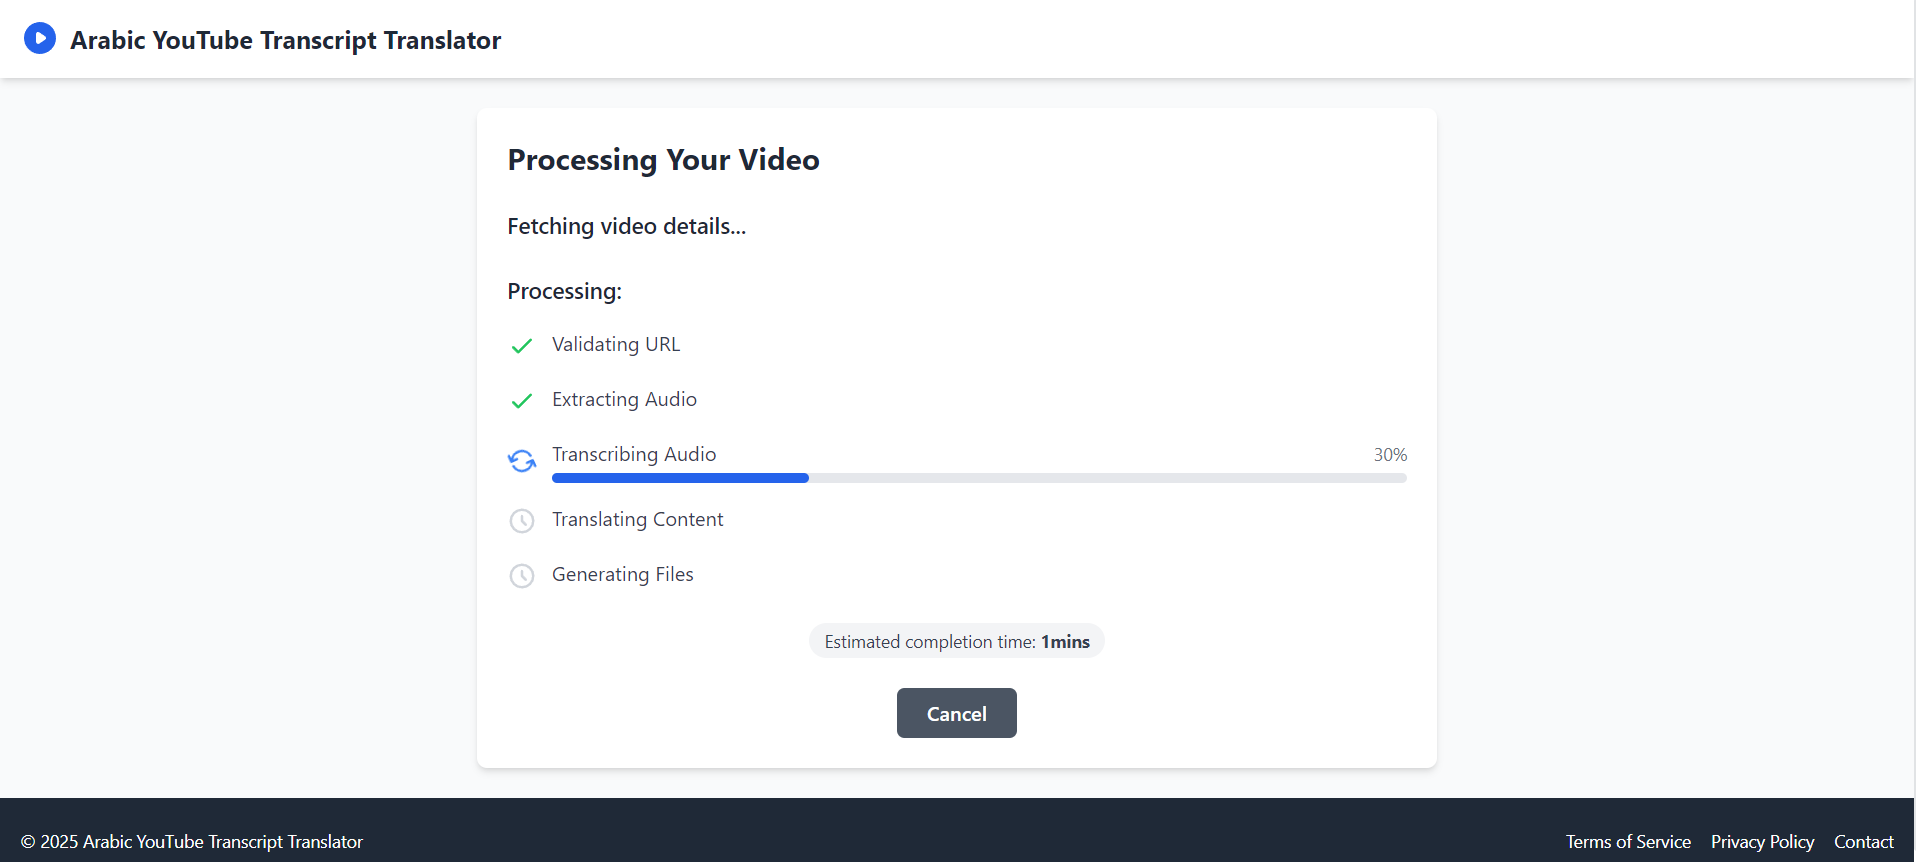 Arabic YouTube Transcript Translator
Processing Your Video
Fetching video details...
Processing:
Validating URL
Extracting Audio
Transcribing Audio 30%
Translating Content
Generating Files
Estimated completion time: 1mins
Cancel
© 2025 Arabic YouTube Transcript Translator Terms of Service Privacy Policy Contact